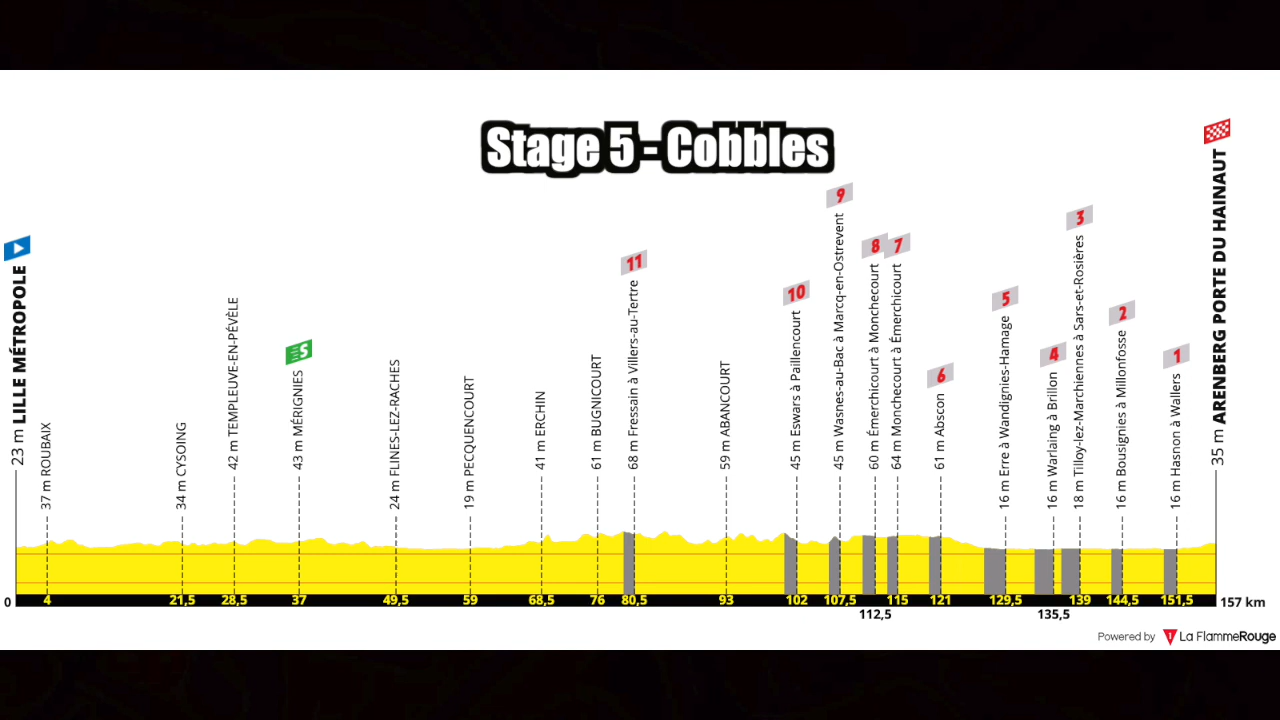 Stage 5 - Cobbles
23 m LILLE MÉTROPOLE
37 m ROUBAIX
34 m CYSOING
42 m TEMPLEUVE-EN-PÉVÈLE
S
43 m MÉRIGNIES
24 m FLINES-LEZ-RACHES
19 m PECQUENCOURT
41 m ERCHIN
61 m BUGNICOURT
11
68 m Fressain à Villers-au-Tertre
59 m ABANCOURT
10
45 m Eswars à Paillencourt
9
45 m Wasnes-au-Bac à Marcq-en-Ostrevent
8
60 m Émerchicourt à Monchecourt
7
64 m Monchecourt à Émerchicourt
6
61 m Abscon
5
16 m Erre à Wandignies-Hamage
4
16 m Warlaing à Brillon
3
18 m Tilloy-lez-Marchiennes à Sars-et-Rosières
2
16 m Bousignies à Millonfosse
1
16 m Hasnon à Wallers
35 m ARENBERG PORTE DU HAINAUT
0 4 21,5 28,5 37 49,5 59 68,5 76 80,5 93 102 107,5 115 121 129,5 139 144,5 151,5 157 km
112,5 135,5
Powered by La FlammeRouge